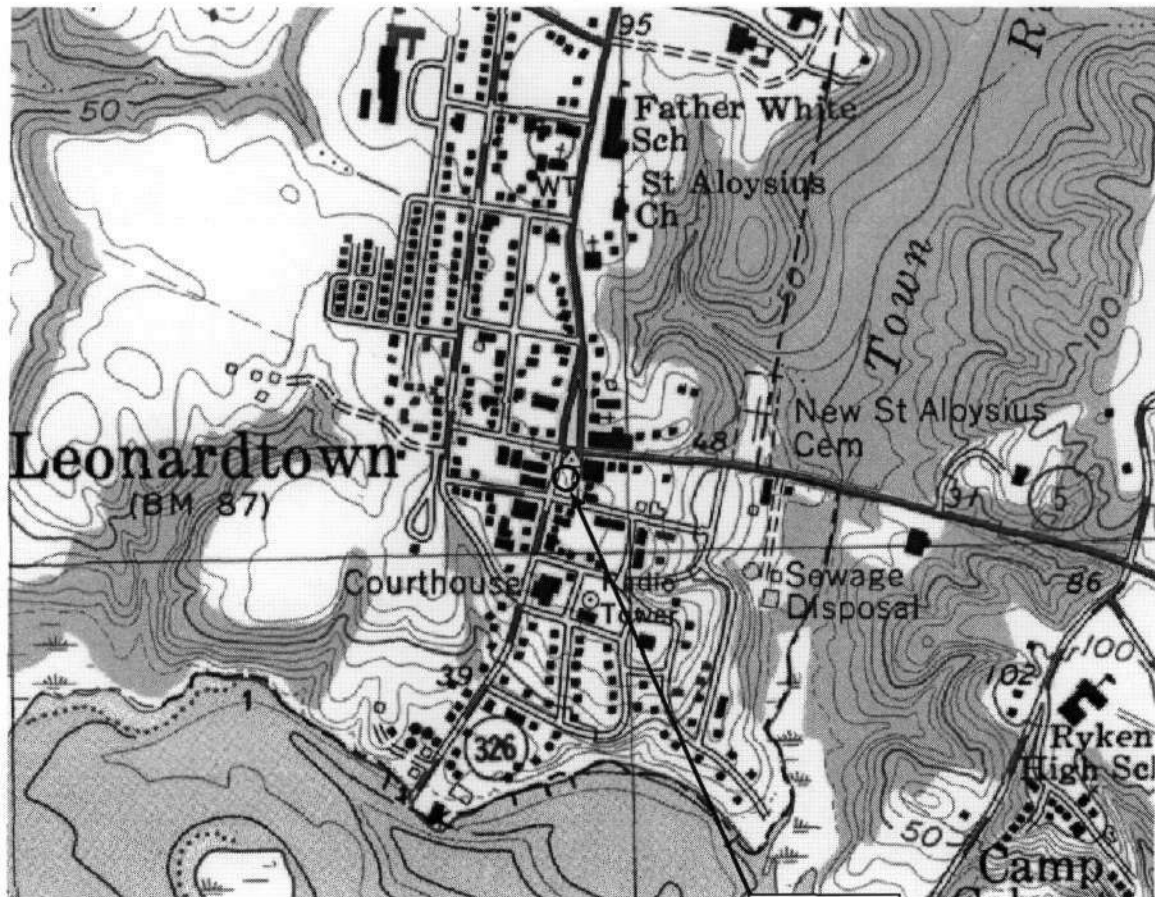 95
50
Father White
Sch
WT
St Aloysius
Ch
50
Town
100
48
New St Aloysius
Cem
Leonardtown
(BM 87)
31
5
Courthouse
Radio
Tower
Sewage
Disposal
86
100
102
39
1
326
Ryken
High Sch
50
Camp